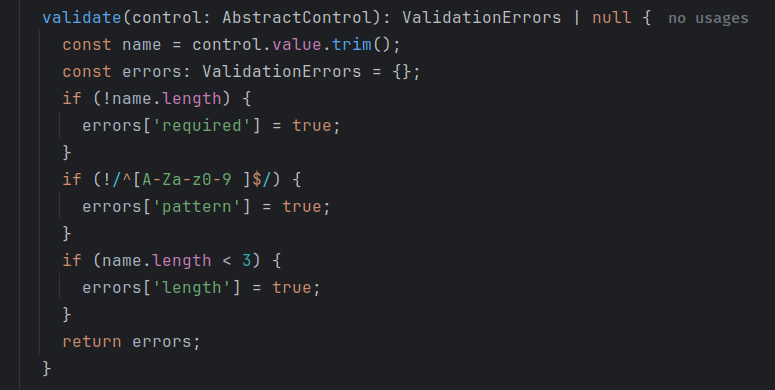 validate(control: AbstractControl): ValidationErrors | null {  no usages
  const name = control.value.trim();
  const errors: ValidationErrors = {};
  if (!name.length) {
    errors['required'] = true;
  }
  if (!/^[A-Za-z0-9 ]$/) {
    errors['pattern'] = true;
  }
  if (name.length < 3) {
    errors['length'] = true;
  }
  return errors;
}